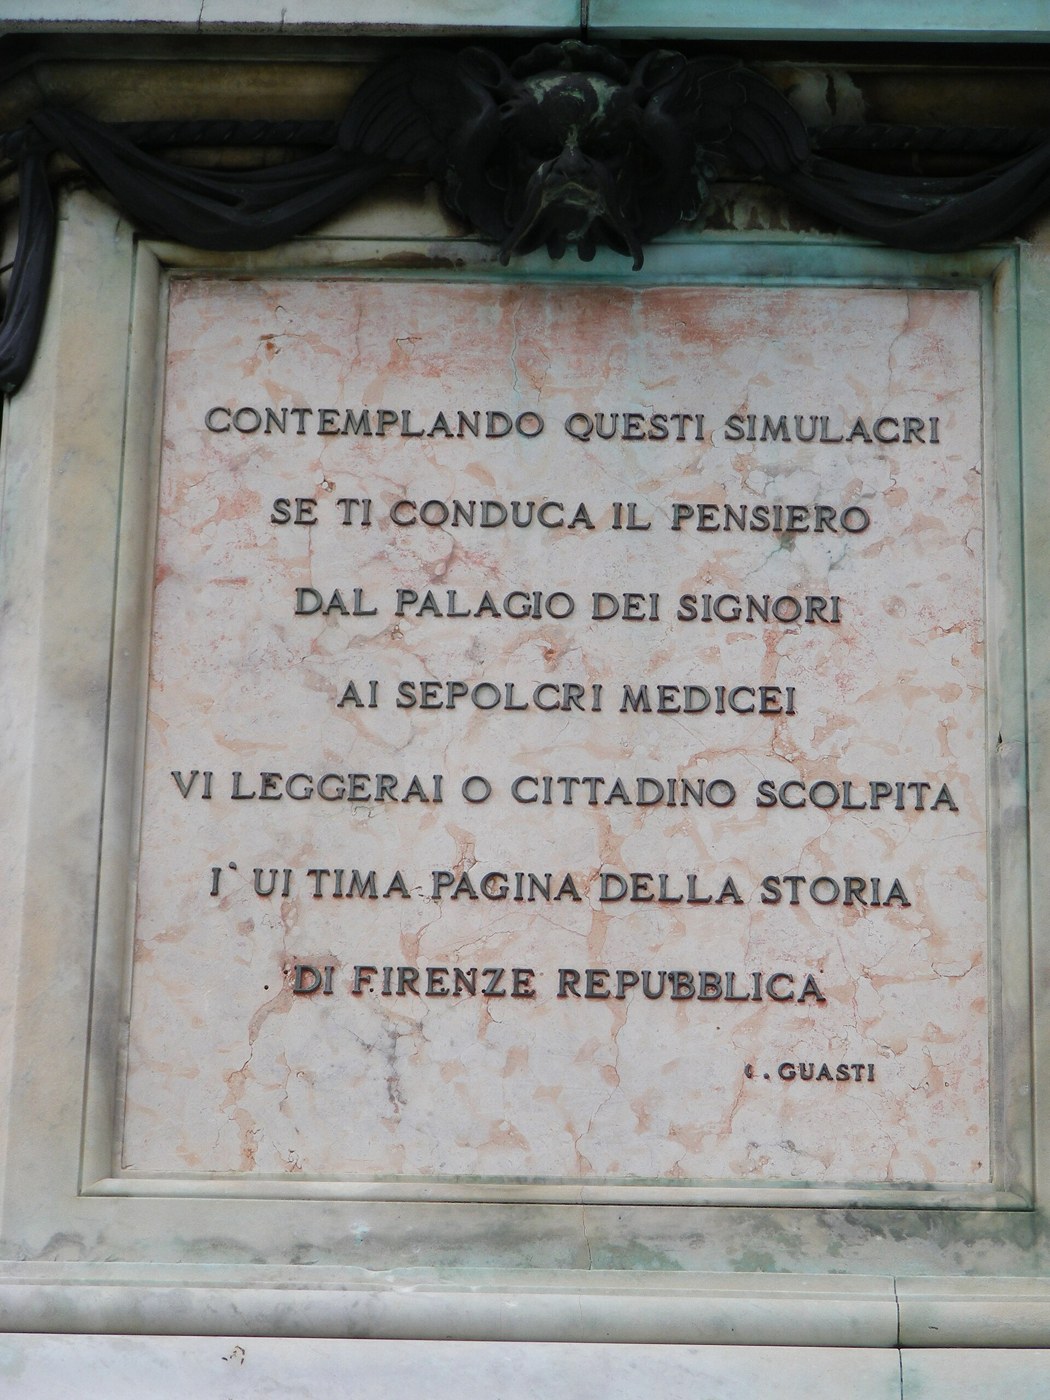 CONTEMPLANDO QUESTI SIMULACRI
SE TI CONDUCA IL PENSIERO
DAL PALAGIO DEI SIGNORI
AI SEPOLCRI MEDICEI
VI LEGGERAI O CITTADINO SCOLPITA
I` UI TIMA PAGINA DELLA STORIA
DI FIRENZE REPUBBLICA
. GUASTI